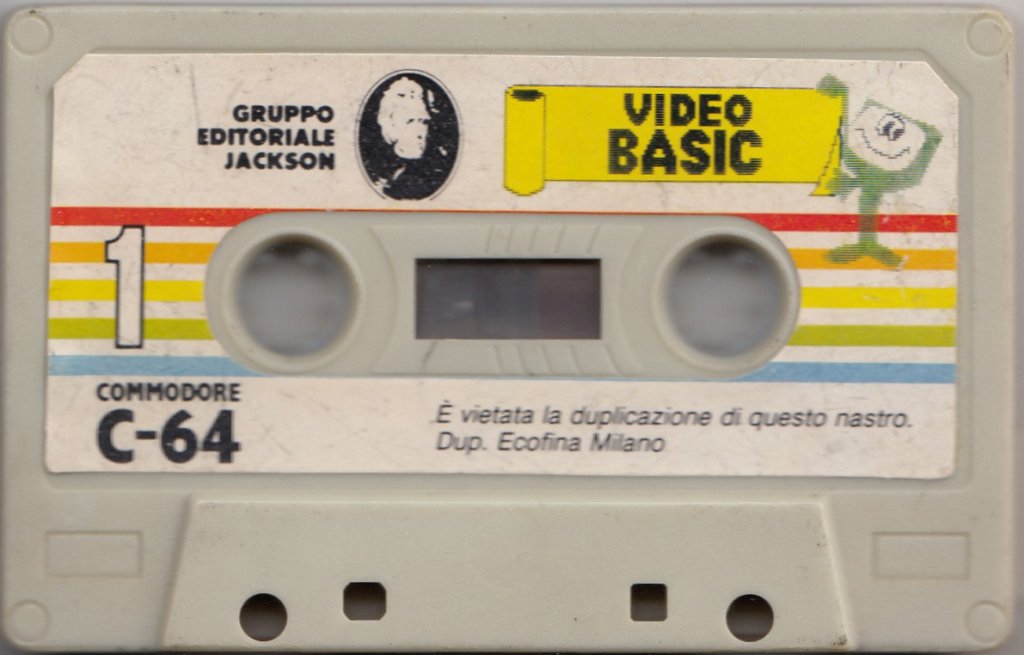 GRUPPO
EDITORIALE
JACKSON
VIDEO
BASIC
1
COMMODORE
C-64
È vietata la duplicazione di questo nastro.
Dup. Ecofina Milano